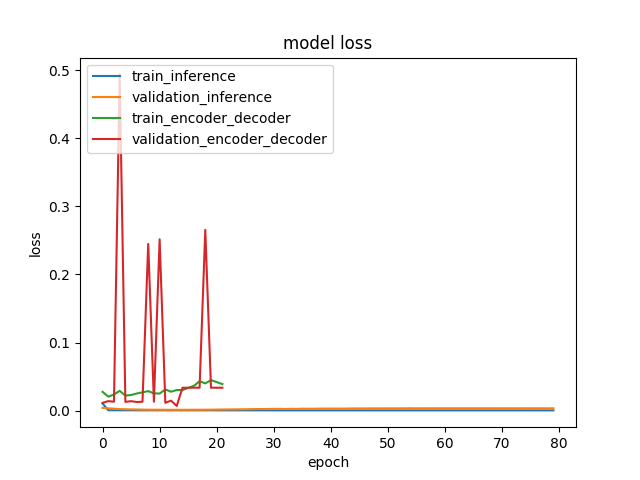 model loss
train_inference
validation_inference
train_encoder_decoder
validation_encoder_decoder
loss
0.5
0.4
0.3
0.2
0.1
0.0
0 10 20 30 40 50 60 70 80
epoch